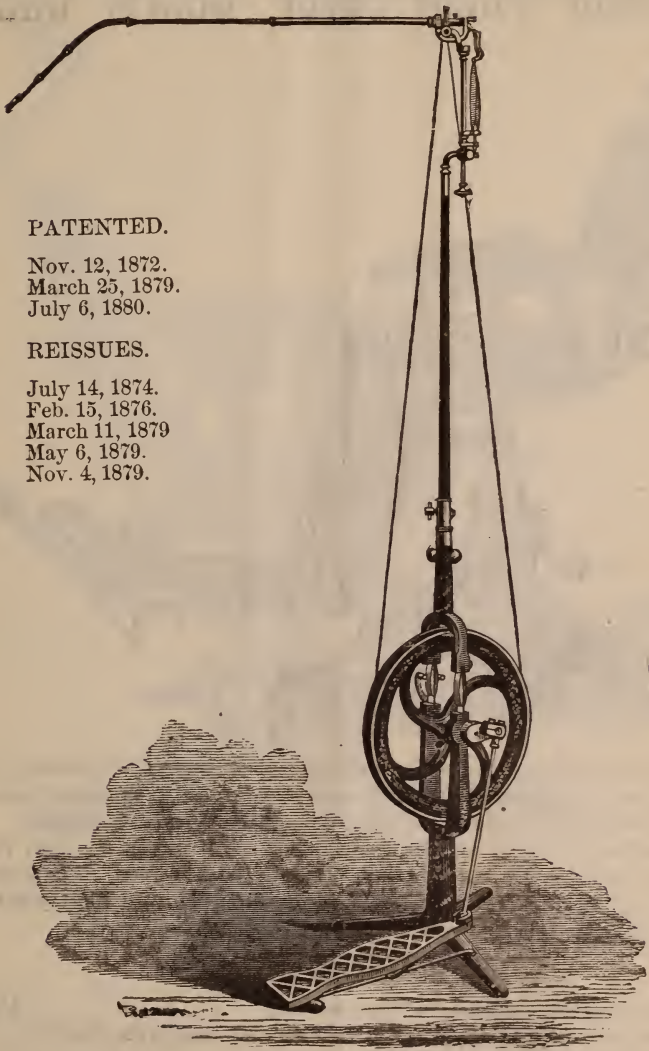 PATENTED.
Nov. 12, 1872.
March 25, 1879.
July 6, 1880.
REISSUES.
July 14, 1874.
Feb. 15, 1876.
March 11, 1879
May 6, 1879.
Nov. 4, 1879.